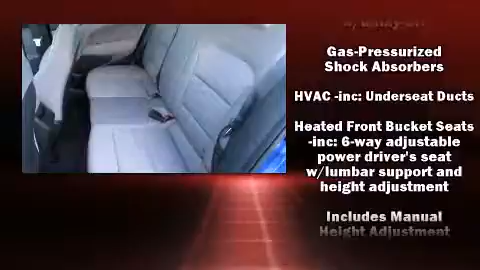 Gas-Pressurized
Shock Absorbers
HVAC -inc: Underseat Ducts
Heated Front Bucket Seats
-inc: 6-way adjustable
power driver's seat
w/lumbar support and
height adjustment
Includes Manual
Height Adjustment